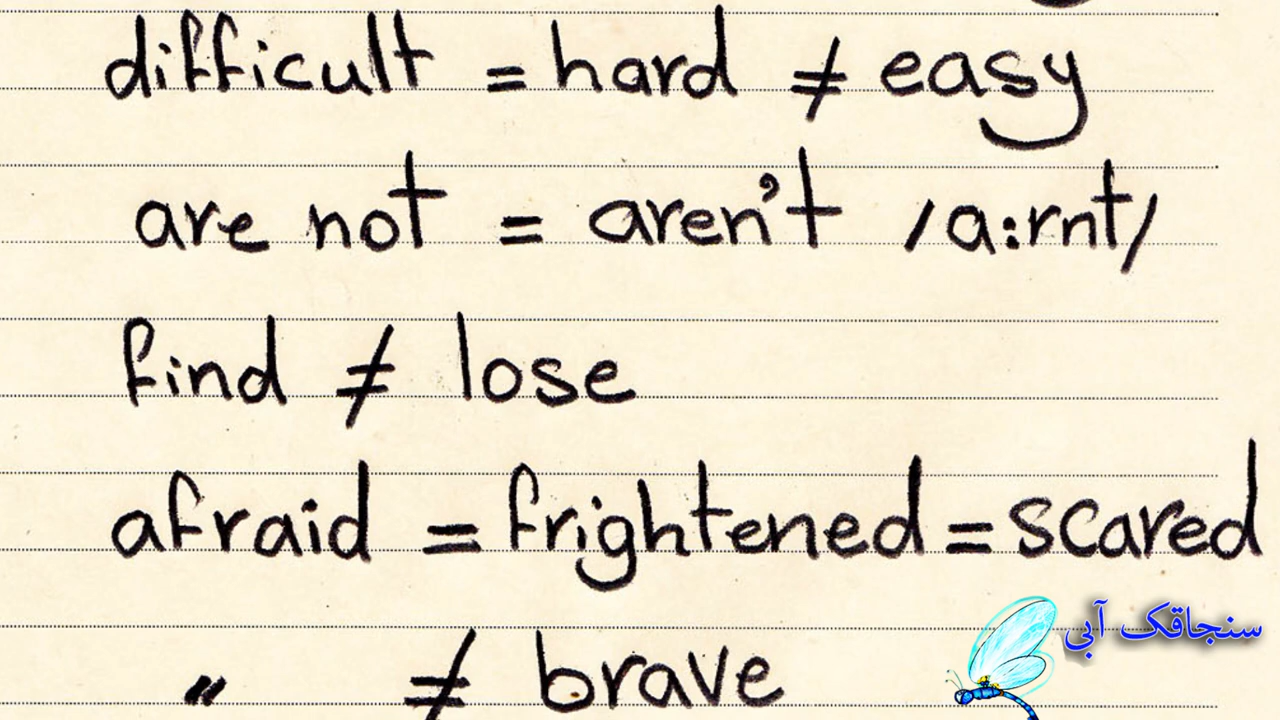 difficult = hard ≠ easy
are not = aren't /a:rnt/
find ≠ lose
afraid = frightened = scared
سنجاقک آبی
〃 ≠ brave